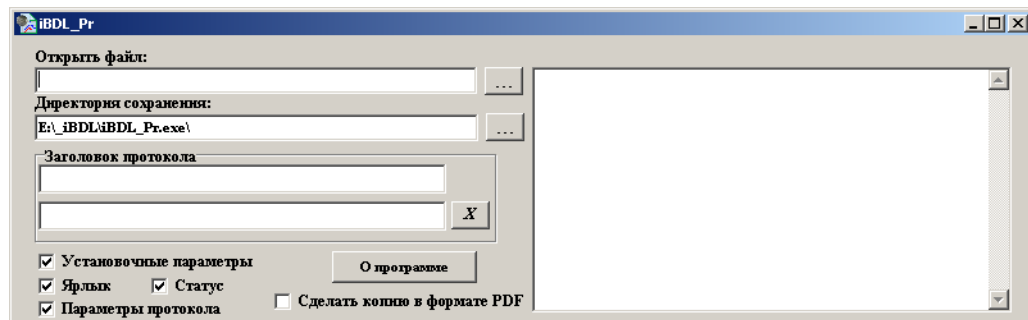 iBDL_Pr
Открыть файл:
...
Директория сохранения:
E:\_iBDL\iBDL_Pr.exe\
...
Заголовок протокола
X
Установочные параметры
О программе
Ярлык
Статус
Сделать копию в формате PDF
Параметры протокола